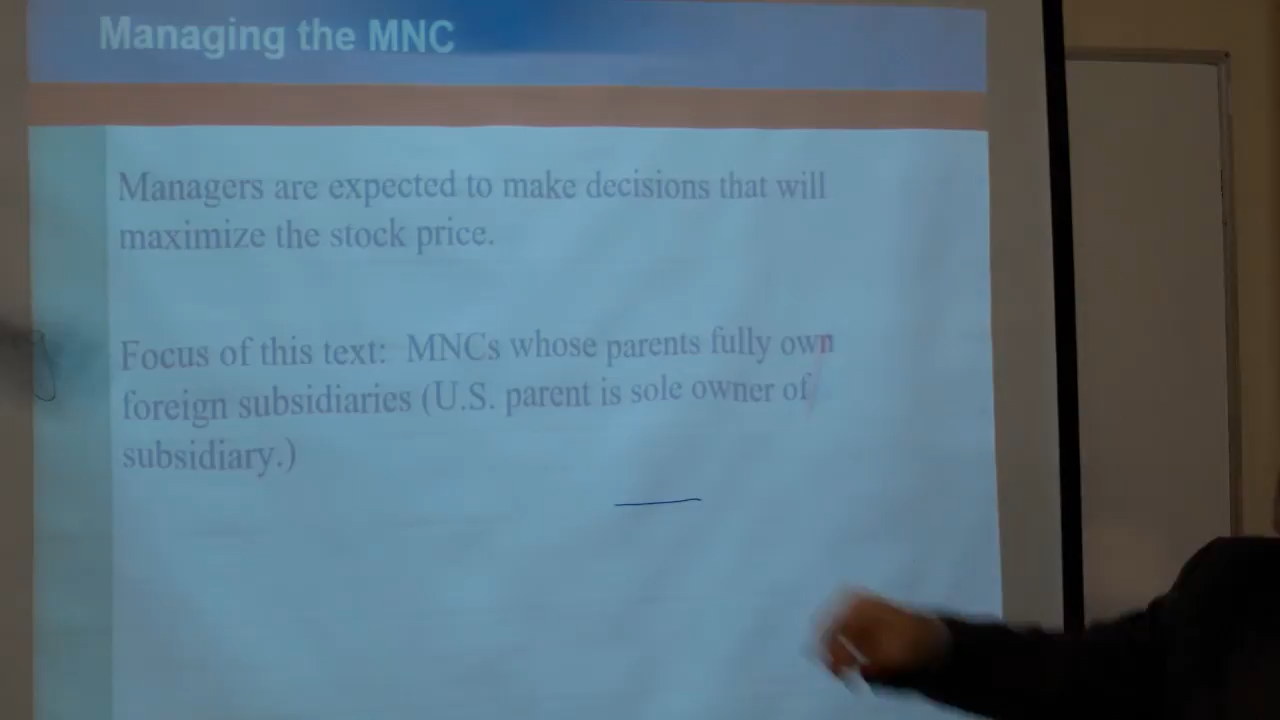 Managing the MNC
Managers are expected to make decisions that will
maximize the stock price.
Focus of this text: MNCs whose parents fully own
foreign subsidiaries (U.S. parent is sole owner of
subsidiary.)